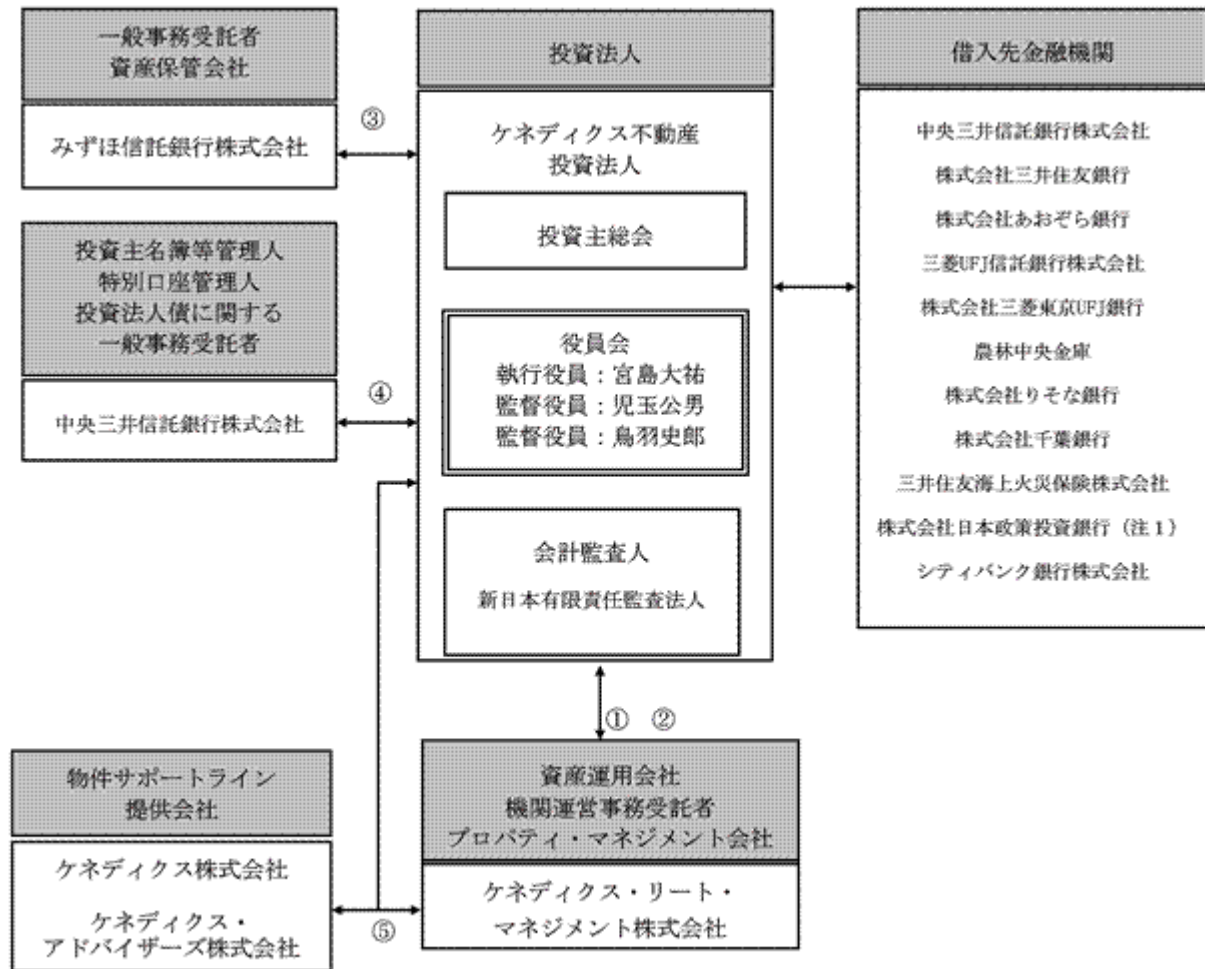 一般事務受託者
資産保管会社
みずほ信託銀行株式会社
③
投資主名簿等管理人
特別口座管理人
投資法人債に関する
一般事務受託者
中央三井信託銀行株式会社
④
投資法人
ケネディクス不動産
投資法人
投資主総会
役員会
執行役員：宮島大祐
監督役員：児玉公男
監督役員：鳥羽史郎
会計監査人
新日本有限責任監査法人
借入先金融機関
中央三井信託銀行株式会社
株式会社三井住友銀行
株式会社あおぞら銀行
三菱UFJ信託銀行株式会社
株式会社三菱東京UFJ銀行
農林中央金庫
株式会社りそな銀行
株式会社千葉銀行
三井住友海上火災保険株式会社
株式会社日本政策投資銀行（注１）
シティバンク銀行株式会社
① ②
物件サポートライン
提供会社
ケネディクス株式会社
ケネディクス・
アドバイザーズ株式会社
⑤
資産運用会社
機関運営事務受託者
プロパティ・マネジメント会社
ケネディクス・リート・
マネジメント株式会社